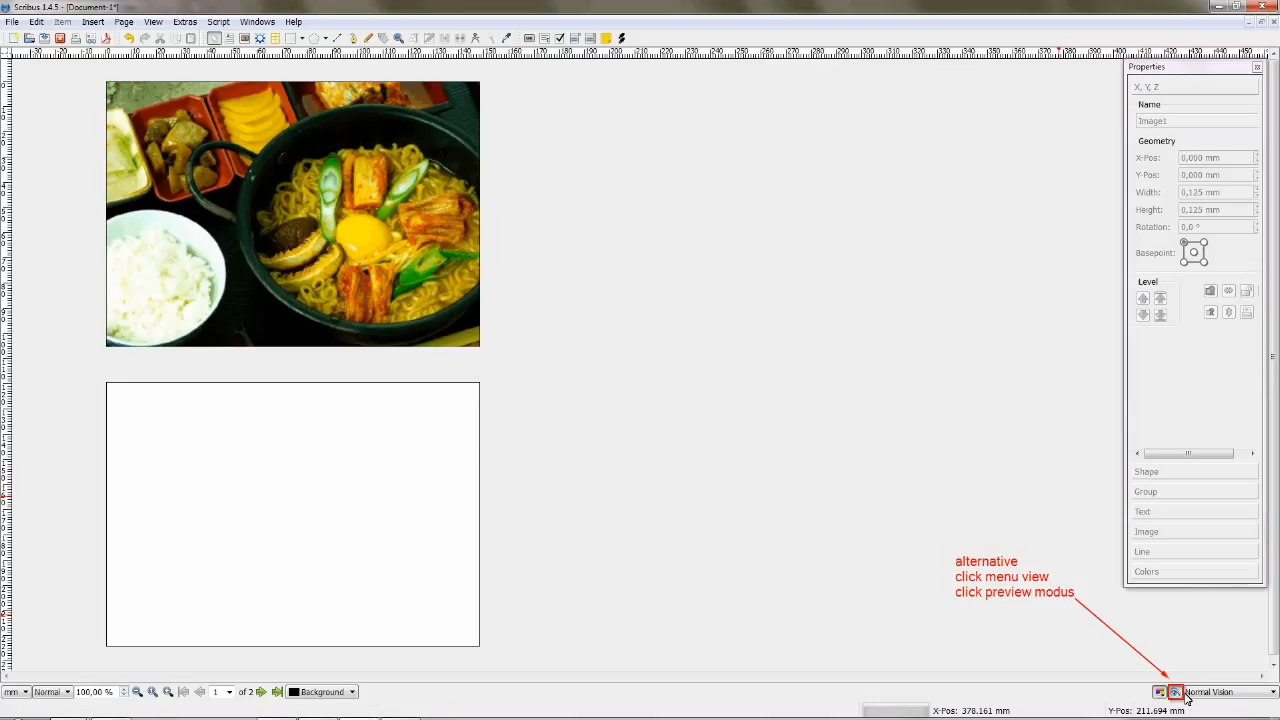 Scribus 1.4.5 - [Document-1*]
File Edit Item Insert Page View Extras Script Windows Help
Properties
X, Y, Z
Name
Image1
Geometry
X-Pos: 0,000 mm
Y-Pos: 0,000 mm
Width: 0,125 mm
Height: 0,125 mm
Rotation: 0,0 °
Basepoint:
Level
Shape
Group
Text
Image
Line
Colors
alternative
click menu view
click preview modus
mm Normal 100,00 % 1 of 2 Background Normal Vision
X-Pos: 378.161 mm Y-Pos: 211.694 mm